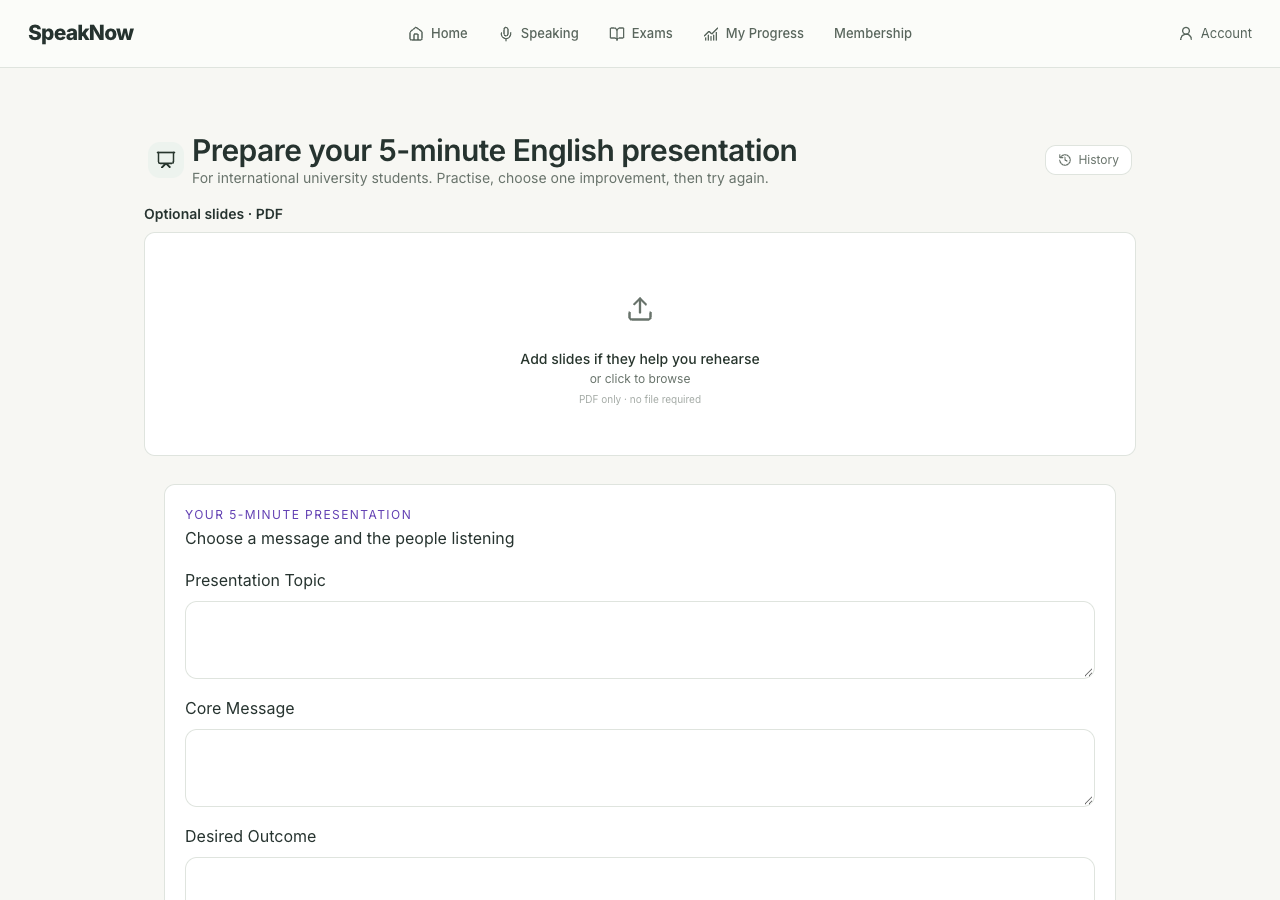 SpeakNow
Home
Speaking
Exams
My Progress
Membership
Account
Prepare your 5-minute English presentation
For international university students. Practise, choose one improvement, then try again.
History
Optional slides · PDF
Add slides if they help you rehearse
or click to browse
PDF only · no file required
YOUR 5-MINUTE PRESENTATION
Choose a message and the people listening
Presentation Topic
Core Message
Desired Outcome